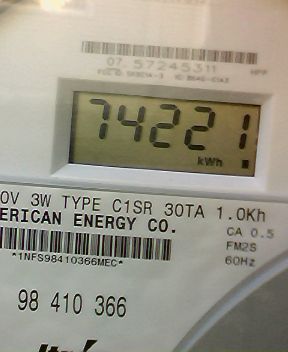 07 57245311
HPP
74221
kWh
0V 3W TYPE C1SR 30TA 1.0Kh
ERICAN ENERGY CO.
CA 0.5
FM2S
60Hz
*1NFS98410366MEC*
98 410 366